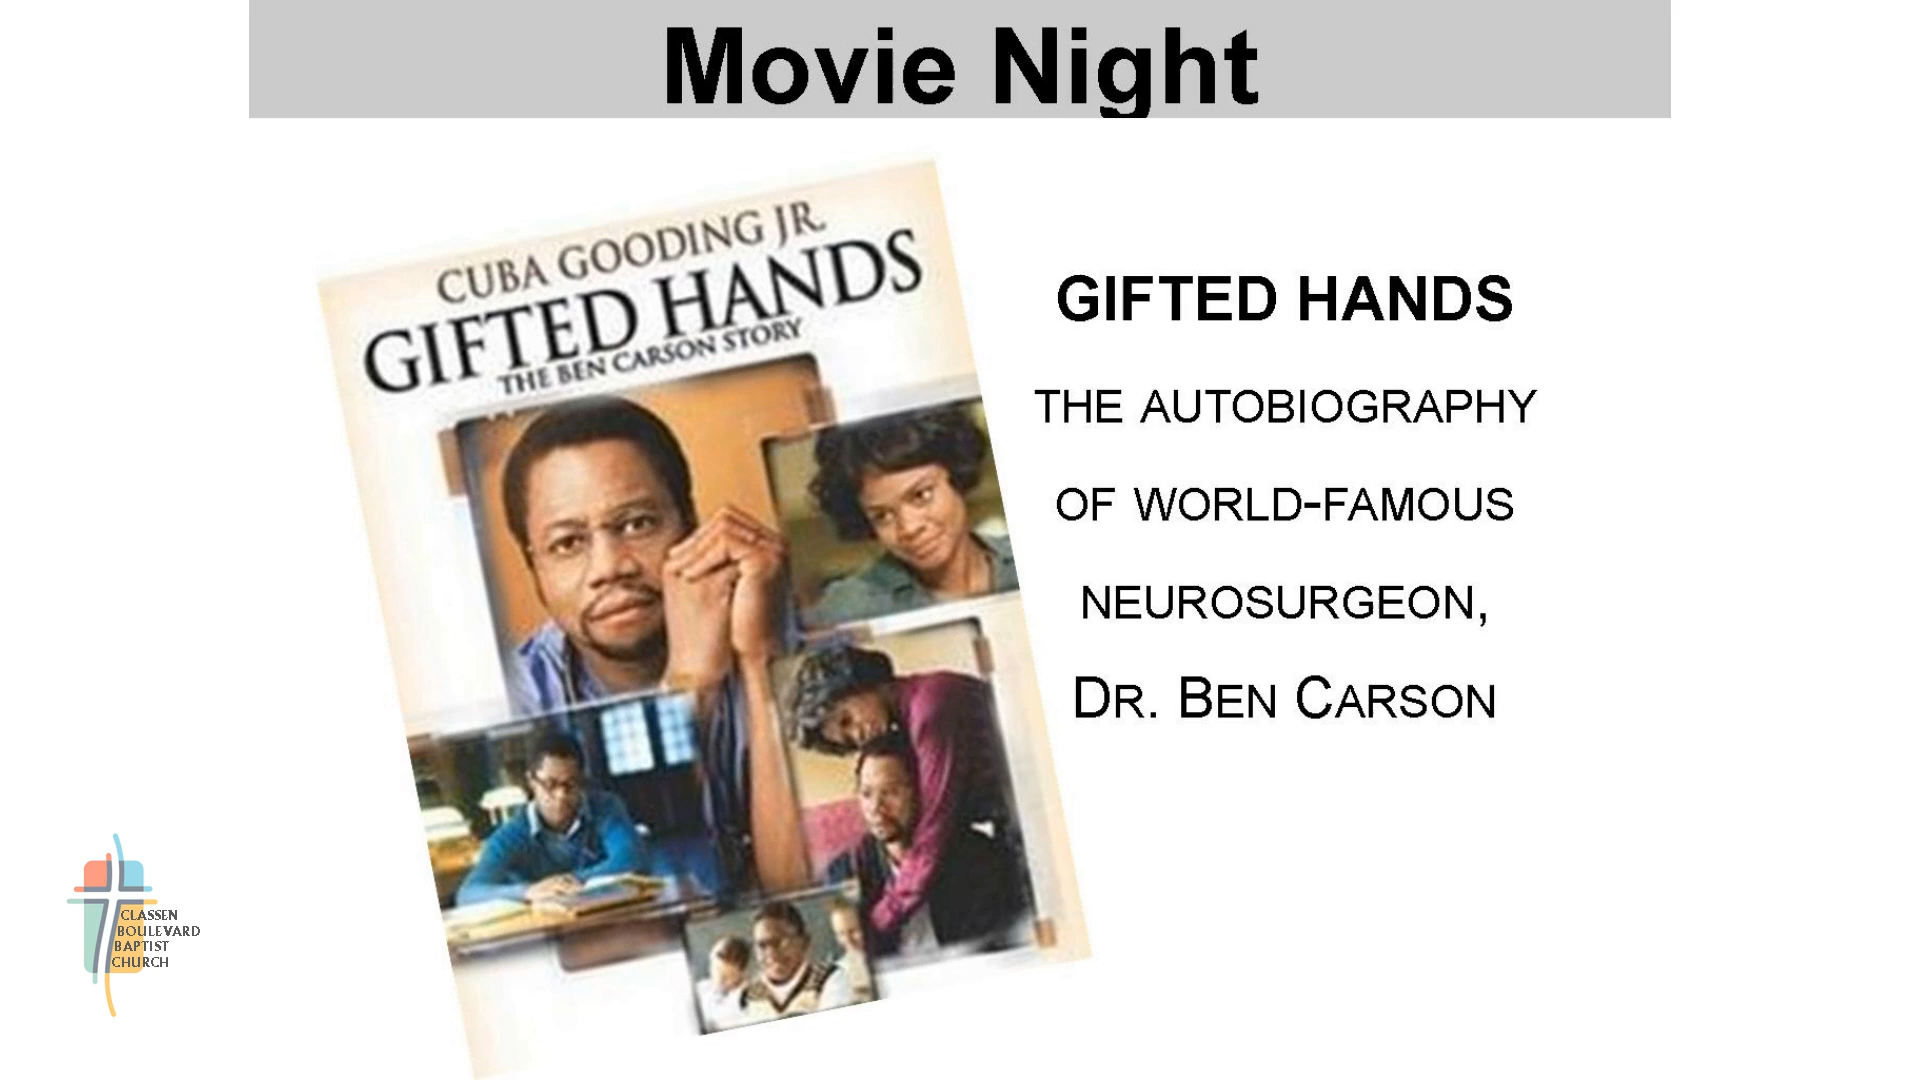 Movie Night
CUBA GOODING JR.
GIFTED HANDS
THE BEN CARSON STORY
GIFTED HANDS
THE AUTOBIOGRAPHY
OF WORLD-FAMOUS
NEUROSURGEON,
DR. BEN CARSON
CLASSEN
BOULEVARD
BAPTIST
CHURCH